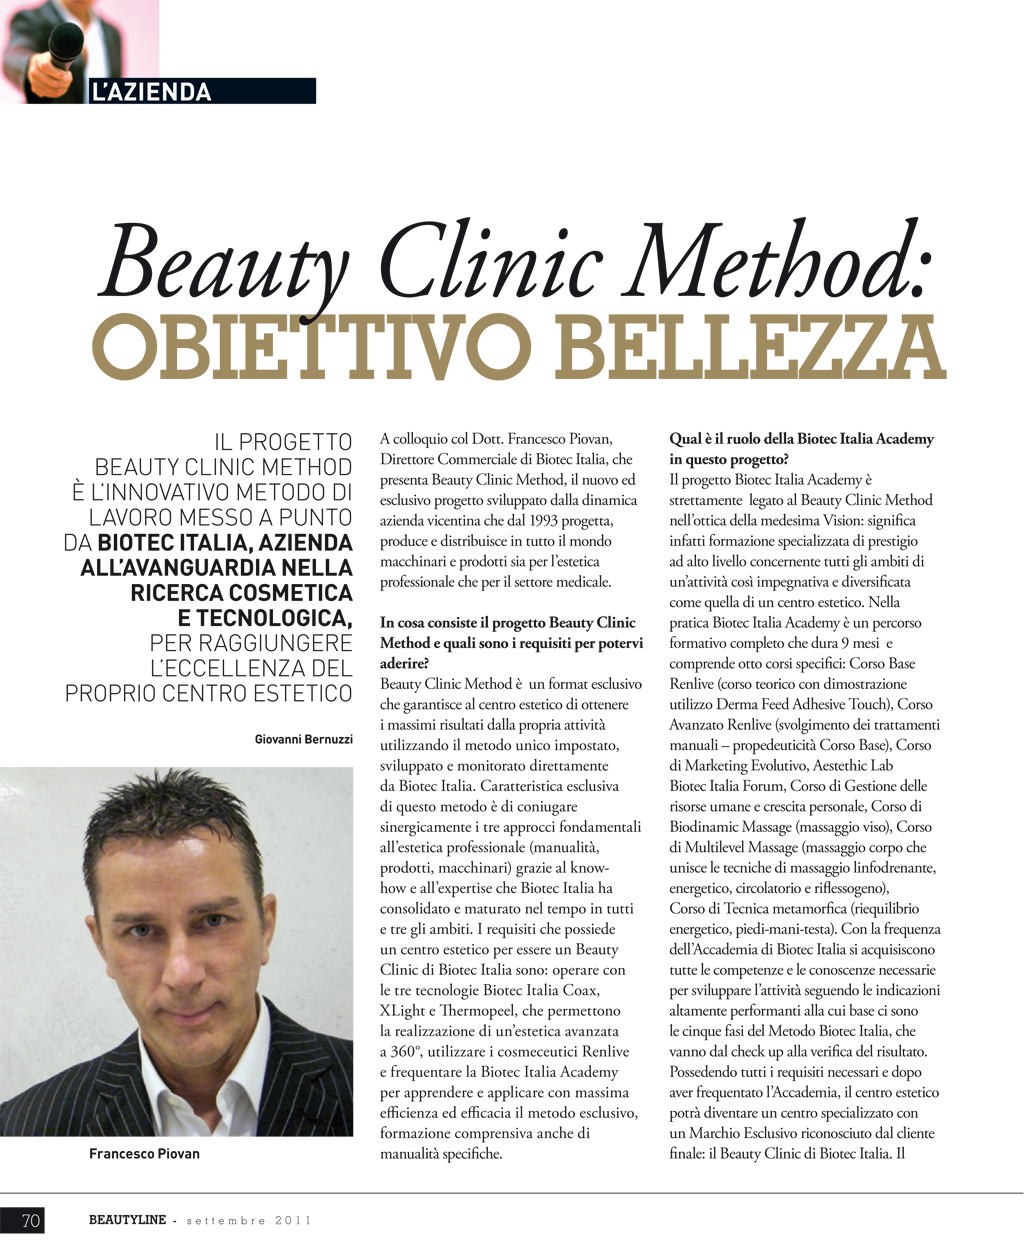 L'AZIENDA
Beauty Clinic Method:
OBIETTIVO BELLEZZA
IL PROGETTO
BEAUTY CLINIC METHOD
È L'INNOVATIVO METODO DI
LAVORO MESSO A PUNTO
DA BIOTEC ITALIA, AZIENDA
ALL'AVANGUARDIA NELLA
RICERCA COSMETICA
E TECNOLOGICA,
PER RAGGIUNGERE
L'ECCELLENZA DEL
PROPRIO CENTRO ESTETICO
Giovanni Bernuzzi
Francesco Piovan
A colloquio col Dott. Francesco Piovan,
Direttore Commerciale di Biotec Italia, che
presenta Beauty Clinic Method, il nuovo ed
esclusivo progetto sviluppato dalla dinamica
azienda vicentina che dal 1993 progetta,
produce e distribuisce in tutto il mondo
macchinari e prodotti sia per l'estetica
professionale che per il settore medicale.
In cosa consiste il progetto Beauty Clinic
Method e quali sono i requisiti per potervi
aderire?
Beauty Clinic Method è un format esclusivo
che garantisce al centro estetico di ottenere
i massimi risultati dalla propria attività
utilizzando il metodo unico impostato,
sviluppato e monitorato direttamente
da Biotec Italia. Caratteristica esclusiva
di questo metodo è di coniugare
sinergicamente i tre approcci fondamentali
all'estetica professionale (manualità,
prodotti, macchinari) grazie al know-
how e all'expertise che Biotec Italia ha
consolidato e maturato nel tempo in tutti
e tre gli ambiti. I requisiti che possiede
un centro estetico per essere un Beauty
Clinic di Biotec Italia sono: operare con
le tre tecnologie Biotec Italia Coax,
XLight e Thermopeel, che permettono
la realizzazione di un'estetica avanzata
a 360°, utilizzare i cosmeceutici Renlive
e frequentare la Biotec Italia Academy
per apprendere e applicare con massima
efficienza ed efficacia il metodo esclusivo,
formazione comprensiva anche di
manualità specifiche.
Qual è il ruolo della Biotec Italia Academy
in questo progetto?
Il progetto Biotec Italia Academy è
strettamente legato al Beauty Clinic Method
nell'ottica della medesima Vision: significa
infatti formazione specializzata di prestigio
ad alto livello concernente tutti gli ambiti di
un'attività così impegnativa e diversificata
come quella di un centro estetico. Nella
pratica Biotec Italia Academy è un percorso
formativo completo che dura 9 mesi e
comprende otto corsi specifici: Corso Base
Renlive (corso teorico con dimostrazione
utilizzo Derma Feed Adhesive Touch), Corso
Avanzato Renlive (svolgimento dei trattamenti
manuali – propedeuticità Corso Base), Corso
di Marketing Evolutivo, Aestethic Lab
Biotec Italia Forum, Corso di Gestione delle
risorse umane e crescita personale, Corso di
Biodinamic Massage (massaggio viso), Corso
di Multilevel Massage (massaggio corpo che
unisce le tecniche di massaggio linfodrenante,
energetico, circolatorio e riflessogeno),
Corso di Tecnica metamorfica (riequilibrio
energetico, piedi-mani-testa). Con la frequenza
dell'Accademia di Biotec Italia si acquisiscono
tutte le competenze e le conoscenze necessarie
per sviluppare l'attività seguendo le indicazioni
altamente performanti alla cui base ci sono
le cinque fasi del Metodo Biotec Italia, che
vanno dal check up alla verifica del risultato.
Possedendo tutti i requisiti necessari e dopo
aver frequentato l'Accademia, il centro estetico
potrà diventare un centro specializzato con
un Marchio Esclusivo riconosciuto dal cliente
finale: il Beauty Clinic di Biotec Italia. Il
70 BEAUTYLINE - settembre 2011